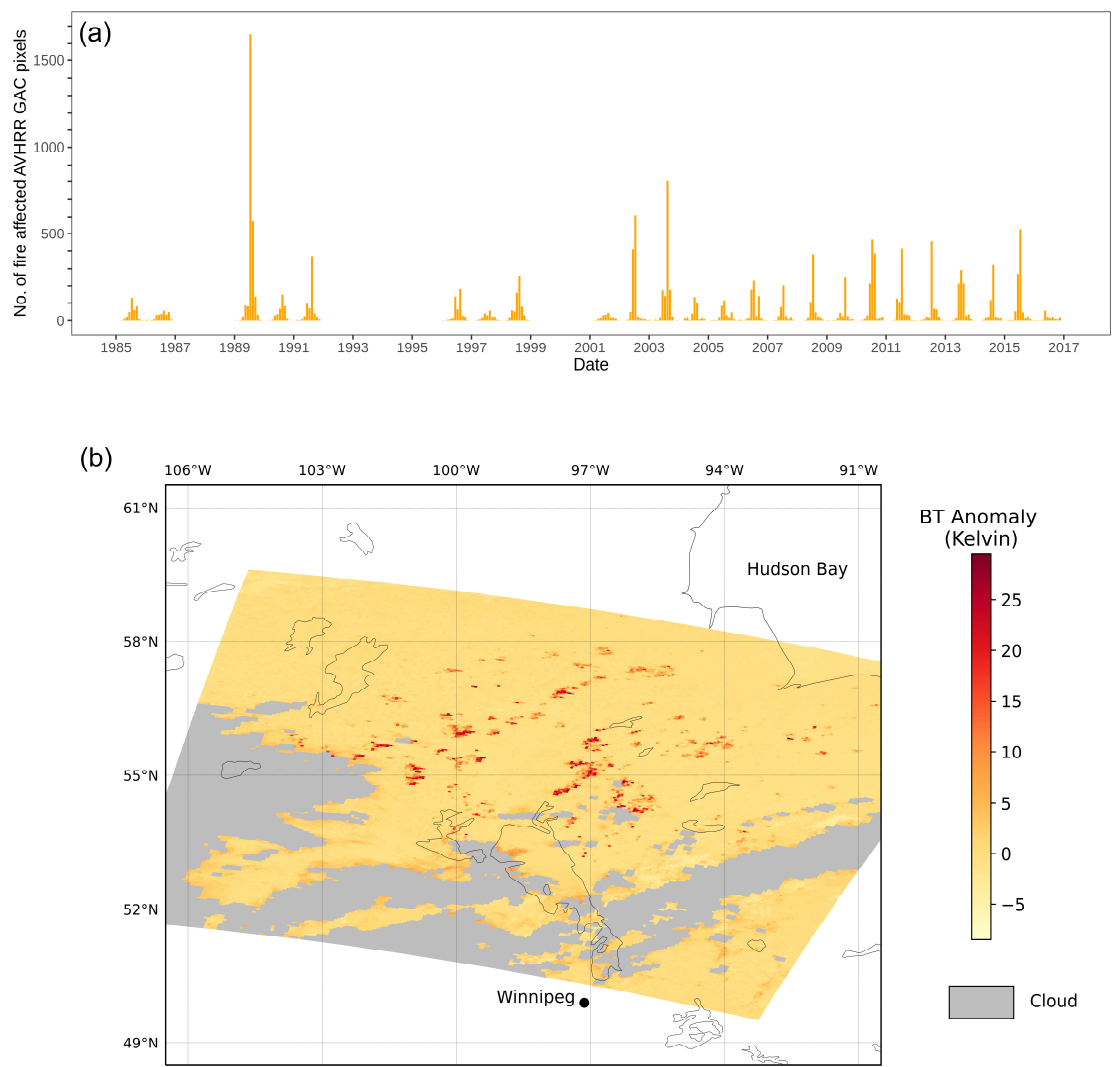 (a)
No. of fire affected AVHRR GAC pixels
1500
1000
500
0
1985 1987 1989 1991 1993 1995 1997 1999 2001 2003 2005 2007 2009 2011 2013 2015 2017
Date
(b)
106°W 103°W 100°W 97°W 94°W 91°W
61°N
58°N
55°N
52°N
49°N
Hudson Bay
Winnipeg
BT Anomaly
(Kelvin)
25
20
15
10
5
0
−5
Cloud